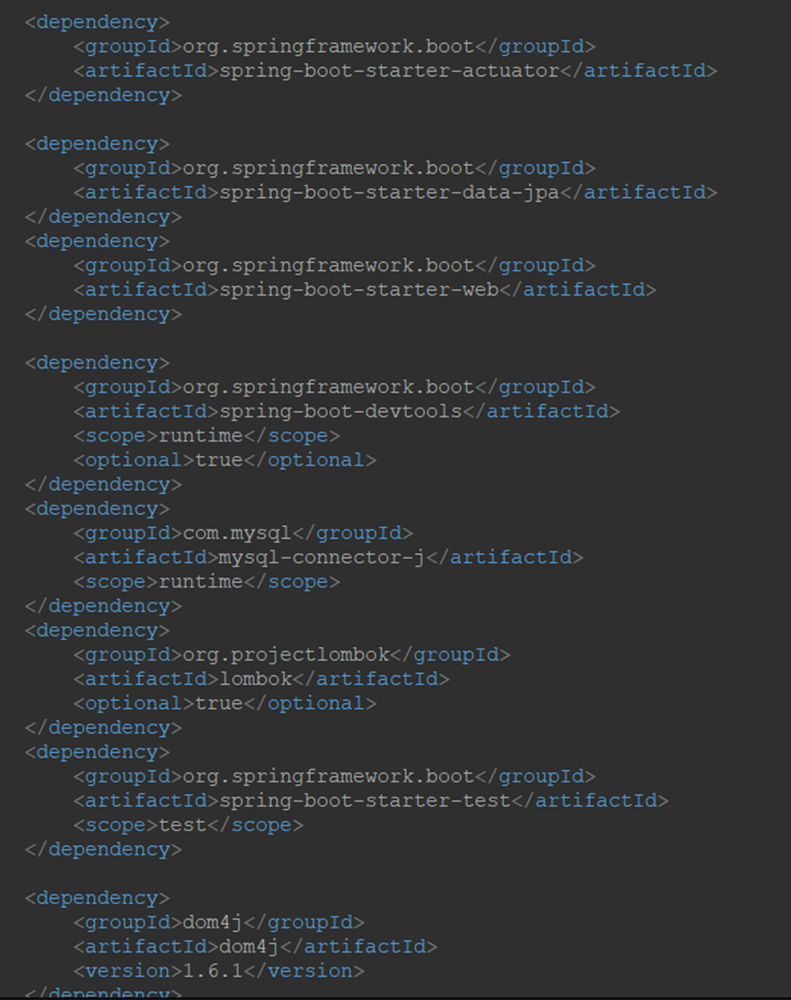 <dependency>
    <groupId>org.springframework.boot</groupId>
    <artifactId>spring-boot-starter-actuator</artifactId>
</dependency>

<dependency>
    <groupId>org.springframework.boot</groupId>
    <artifactId>spring-boot-starter-data-jpa</artifactId>
</dependency>
<dependency>
    <groupId>org.springframework.boot</groupId>
    <artifactId>spring-boot-starter-web</artifactId>
</dependency>

<dependency>
    <groupId>org.springframework.boot</groupId>
    <artifactId>spring-boot-devtools</artifactId>
    <scope>runtime</scope>
    <optional>true</optional>
</dependency>
<dependency>
    <groupId>com.mysql</groupId>
    <artifactId>mysql-connector-j</artifactId>
    <scope>runtime</scope>
</dependency>
<dependency>
    <groupId>org.projectlombok</groupId>
    <artifactId>lombok</artifactId>
    <optional>true</optional>
</dependency>
<dependency>
    <groupId>org.springframework.boot</groupId>
    <artifactId>spring-boot-starter-test</artifactId>
    <scope>test</scope>
</dependency>

<dependency>
    <groupId>dom4j</groupId>
    <artifactId>dom4j</artifactId>
    <version>1.6.1</version>
</dependency>